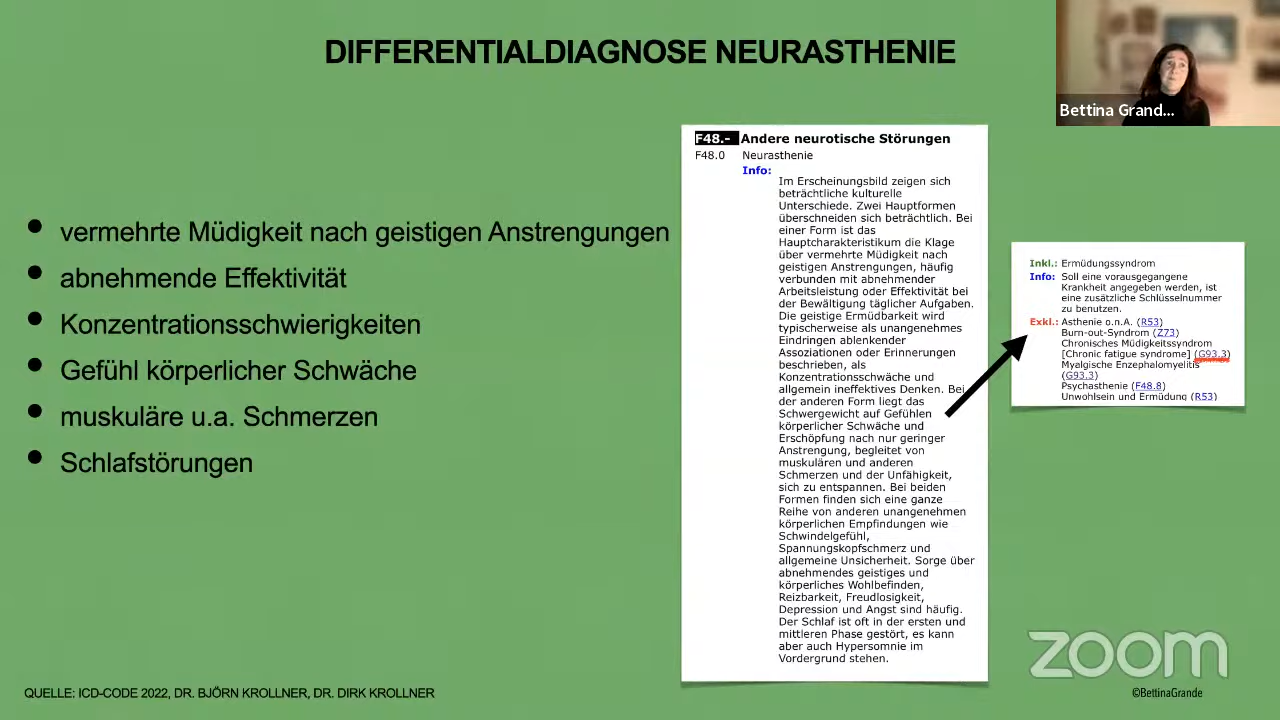 DIFFERENTIALDIAGNOSE NEURASTHENIE
Bettina Grand...
• vermehrte Müdigkeit nach geistigen Anstrengungen
• abnehmende Effektivität
• Konzentrationsschwierigkeiten
• Gefühl körperlicher Schwäche
• muskuläre u.a. Schmerzen
• Schlafstörungen
F48.- Andere neurotische Störungen
F48.0 Neurasthenie
Info:
Im Erscheinungsbild zeigen sich
beträchtliche kulturelle
Unterschiede. Zwei Hauptformen
überschneiden sich beträchtlich. Bei
einer Form ist das
Hauptcharakteristikum die Klage
über vermehrte Müdigkeit nach
geistigen Anstrengungen, häufig
verbunden mit abnehmender
Arbeitsleistung oder Effektivität bei
der Bewältigung täglicher Aufgaben.
Die geistige Ermüdbarkeit wird
typischerweise als unangenehmes
Eindringen ablenkender
Assoziationen oder Erinnerungen
beschrieben, als
Konzentrationsschwäche und
allgemein ineffektives Denken. Bei
der anderen Form liegt das
Schwergewicht auf Gefühlen
körperlicher Schwäche und
Erschöpfung nach nur geringer
Anstrengung, begleitet von
muskulären und anderen
Schmerzen und der Unfähigkeit,
sich zu entspannen. Bei beiden
Formen finden sich eine ganze
Reihe von anderen unangenehmen
körperlichen Empfindungen wie
Schwindelgefühl,
Spannungskopfschmerz und
allgemeine Unsicherheit. Sorge über
abnehmendes geistiges und
körperliches Wohlbefinden,
Reizbarkeit, Freudlosigkeit,
Depression und Angst sind häufig.
Der Schlaf ist oft in der ersten und
mittleren Phase gestört, es kann
aber auch Hypersomnie im
Vordergrund stehen.
Inkl.: Ermüdungssyndrom
Info: Soll eine vorausgegangene
Krankheit angegeben werden, ist
eine zusätzliche Schlüsselnummer
zu benutzen.
Exkl.: Asthenie o.n.A. (R53)
Burn-out-Syndrom (Z73)
Chronisches Müdigkeitssyndrom
[Chronic fatigue syndrome] (G93.3)
Myalgische Enzephalomyelitis
(G93.3)
Psychasthenie (F48.8)
Unwohlsein und Ermüdung (R53)
zoom
QUELLE: ICD-CODE 2022, DR. BJÖRN KROLLNER, DR. DIRK KROLLNER
©BettinaGrande